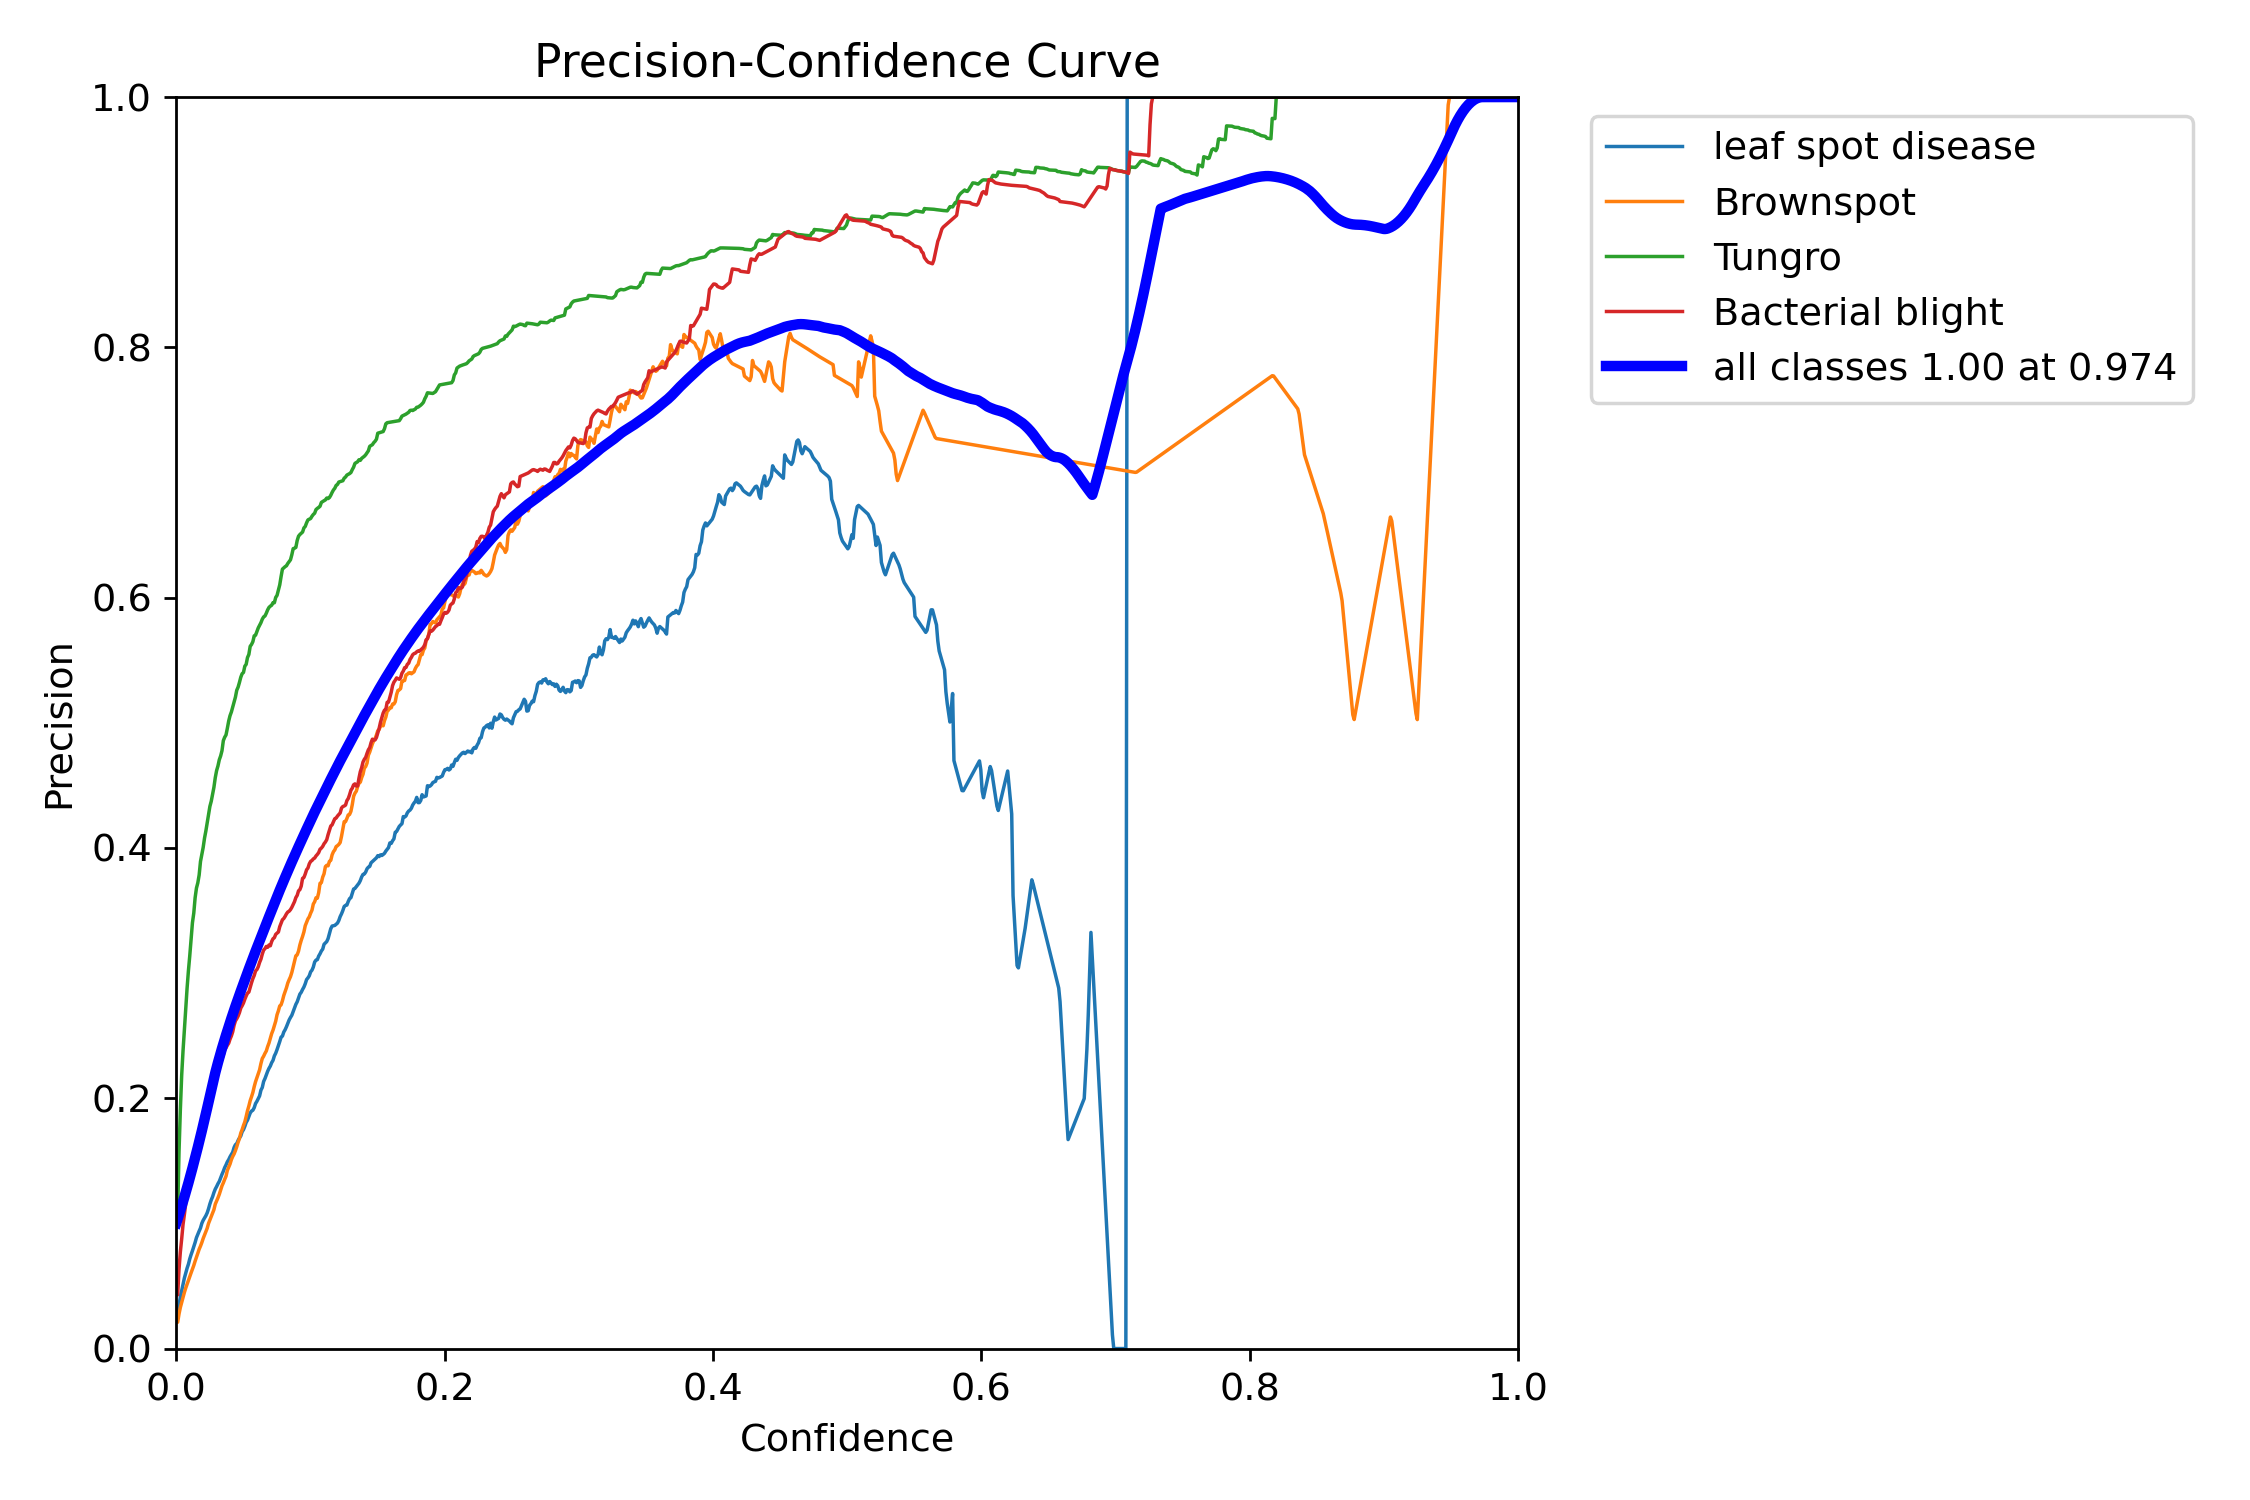 Precision-Confidence Curve
1.0
0.8
0.6
0.4
0.2
0.0
Precision
0.0 0.2 0.4 0.6 0.8 1.0
Confidence
leaf spot disease
Brownspot
Tungro
Bacterial blight
all classes 1.00 at 0.974